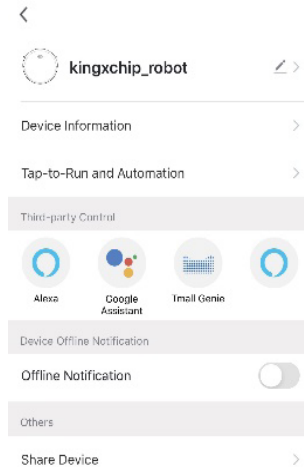 kingxchip_robot
Device Information
Tap-to-Run and Automation
Third-party Control
Alexa
Google
Assistant
Tmall Genie
Device Offline Notification
Offline Notification
Others
Share Device